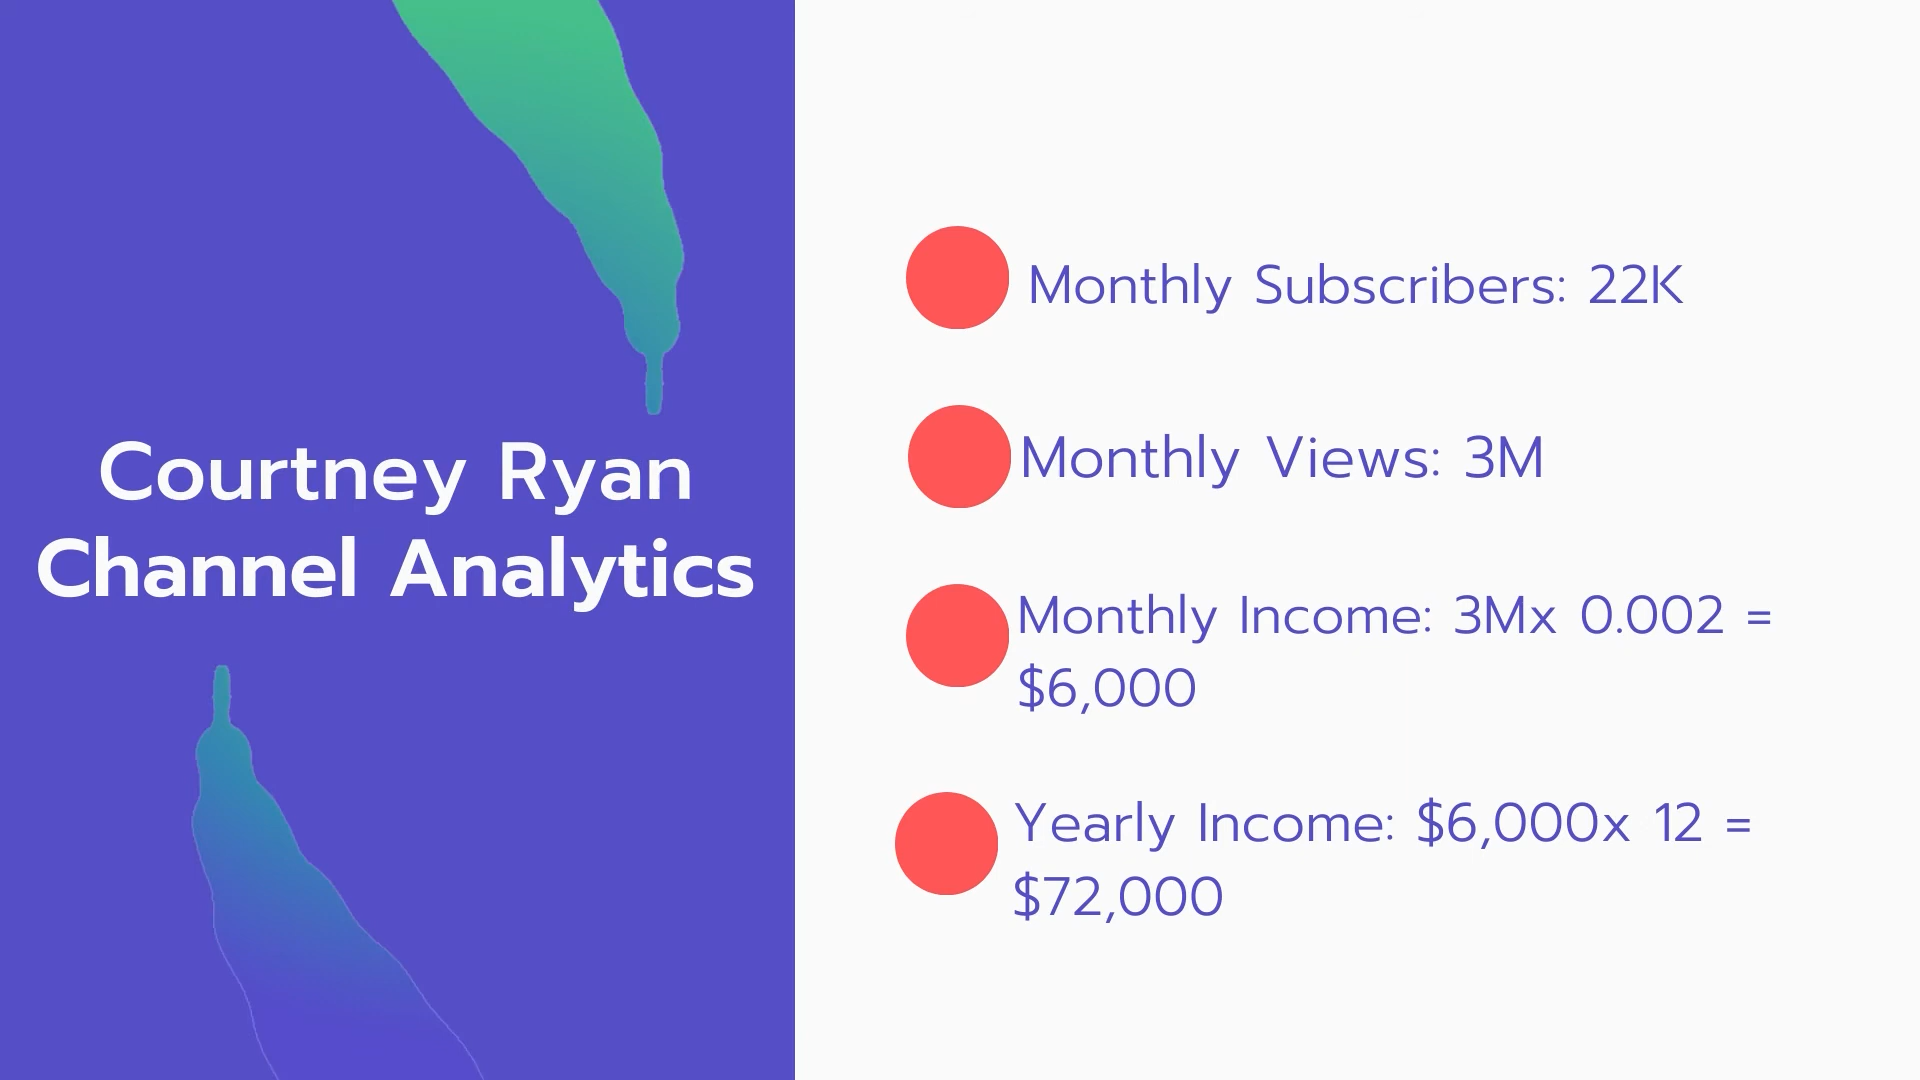 Courtney Ryan
Channel Analytics
Monthly Subscribers: 22K
Monthly Views: 3M
Monthly Income: 3Mx 0.002 =
$6,000
Yearly Income: $6,000x 12 =
$72,000